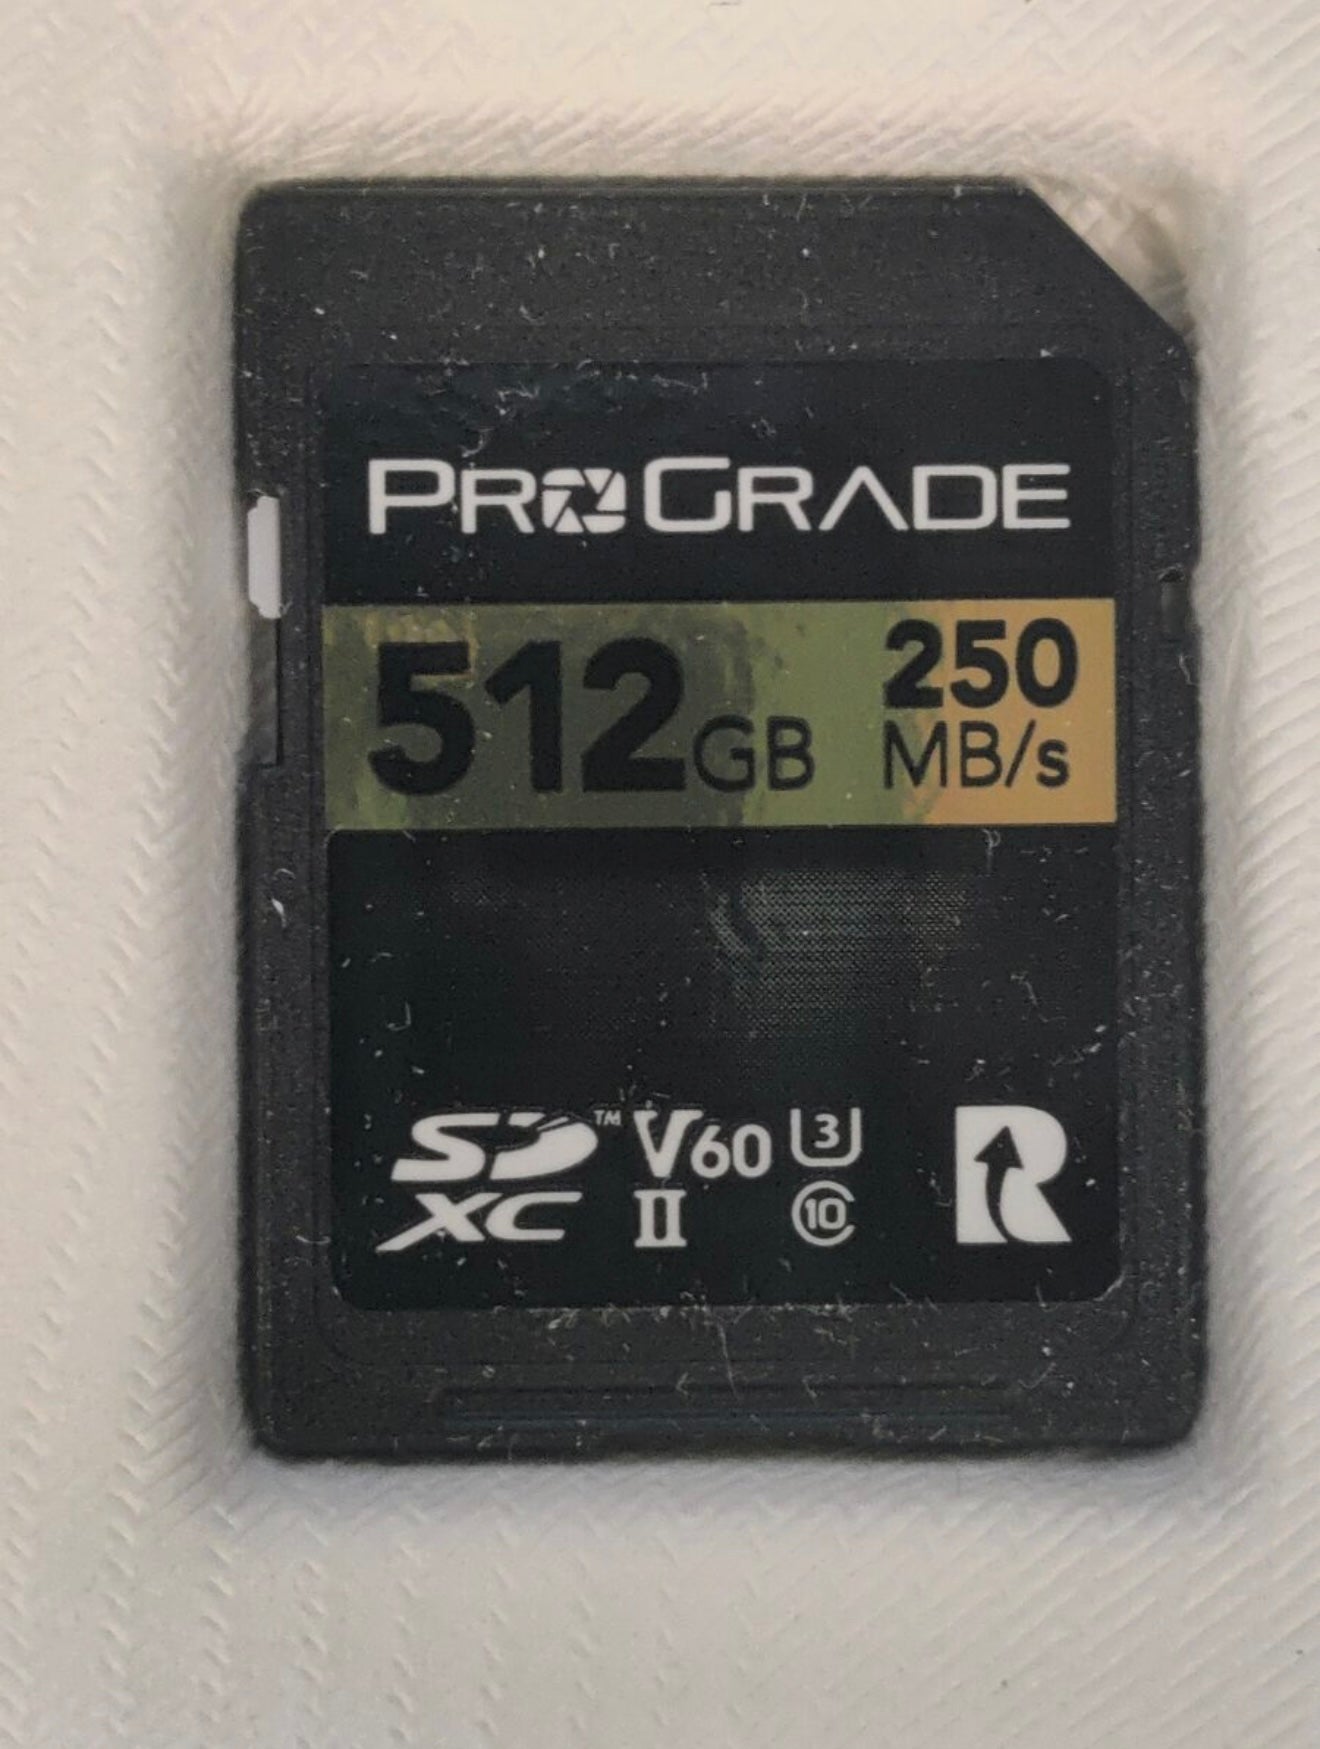 PROGRADE
512GB 250 MB/s
SD™ XC V60 II U3 10 R